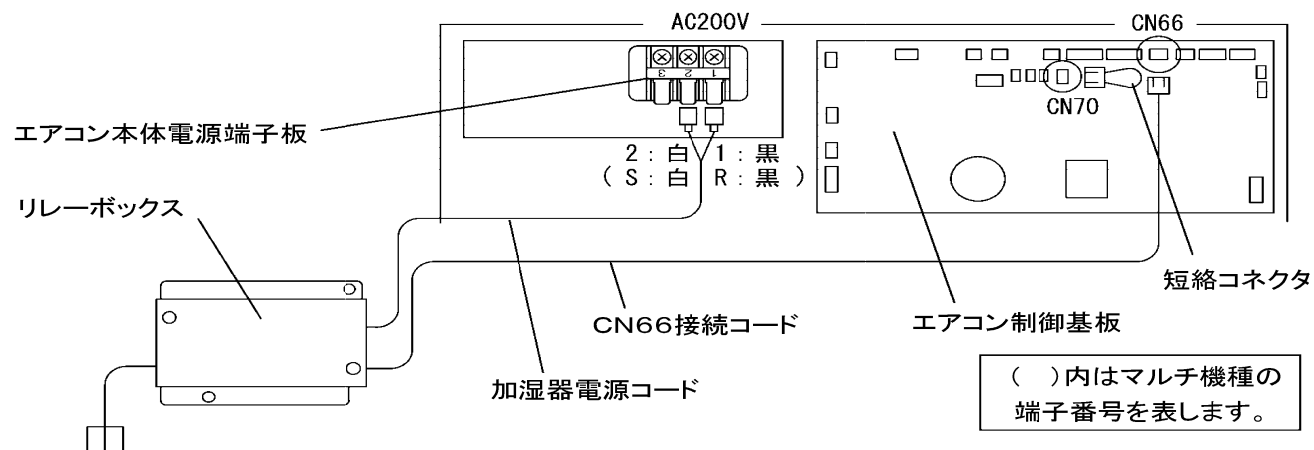 AC200V
CN66
3 2 1
CN70
エアコン本体電源端子板
2：白 1：黒
（ S：白 R：黒 ）
リレーボックス
短絡コネクタ
CN66接続コード
エアコン制御基板
加湿器電源コード
（ ）内はマルチ機種の
端子番号を表します。